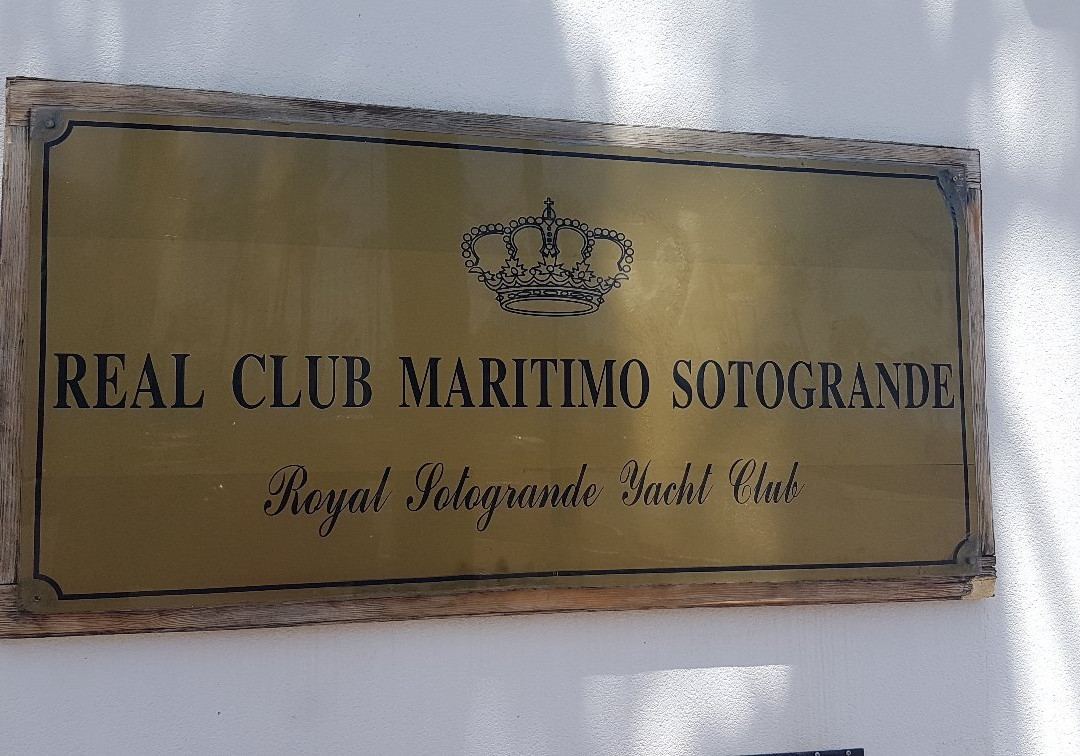 REAL CLUB MARITIMO SOTOGRANDE
Royal Sotogrande Yacht Club